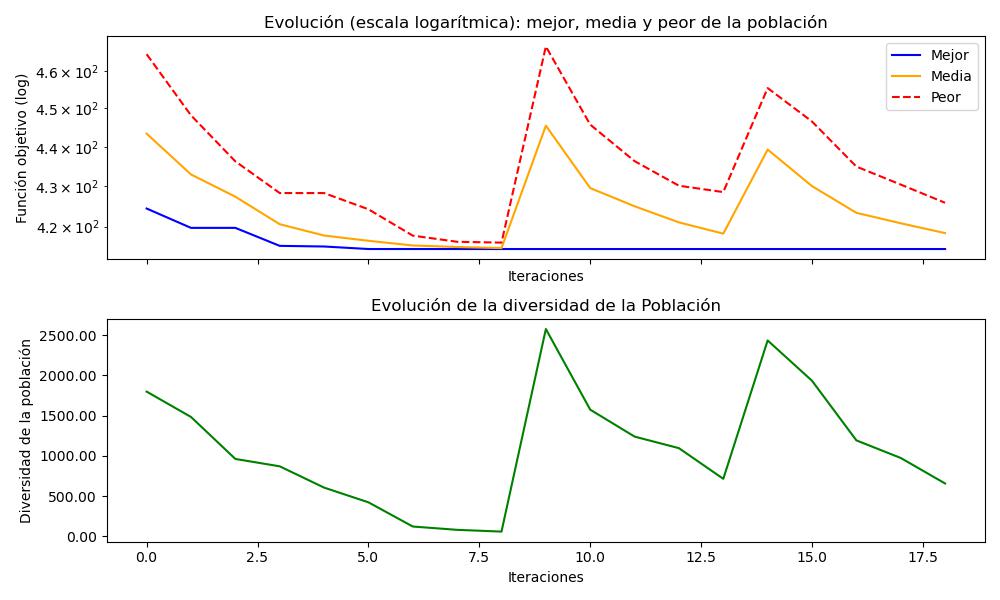 Evolución (escala logarítmica): mejor, media y peor de la población
Función objetivo (log)
4.6 × 10²
4.5 × 10²
4.4 × 10²
4.3 × 10²
4.2 × 10²
Mejor
Media
Peor
Iteraciones
Evolución de la diversidad de la Población
Diversidad de la población
2500.00
2000.00
1500.00
1000.00
500.00
0.00
0.0 2.5 5.0 7.5 10.0 12.5 15.0 17.5
Iteraciones